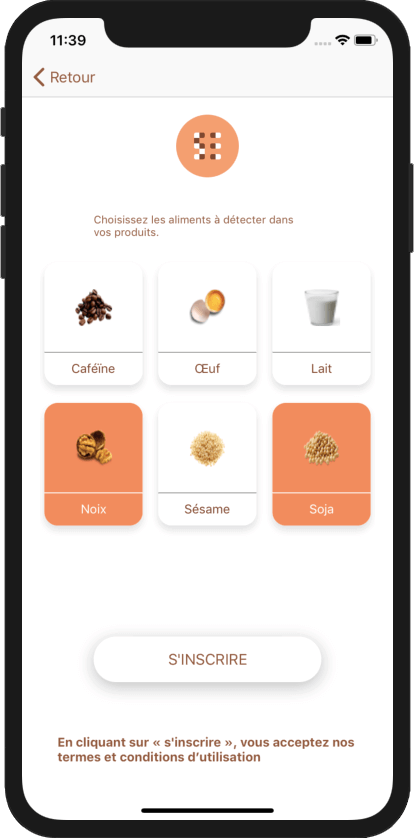 11:39
Retour
Choisissez les aliments à détecter dans
vos produits.
Caféïne
Œuf
Lait
Noix
Sésame
Soja
S'INSCRIRE
En cliquant sur « s'inscrire », vous acceptez nos
termes et conditions d’utilisation